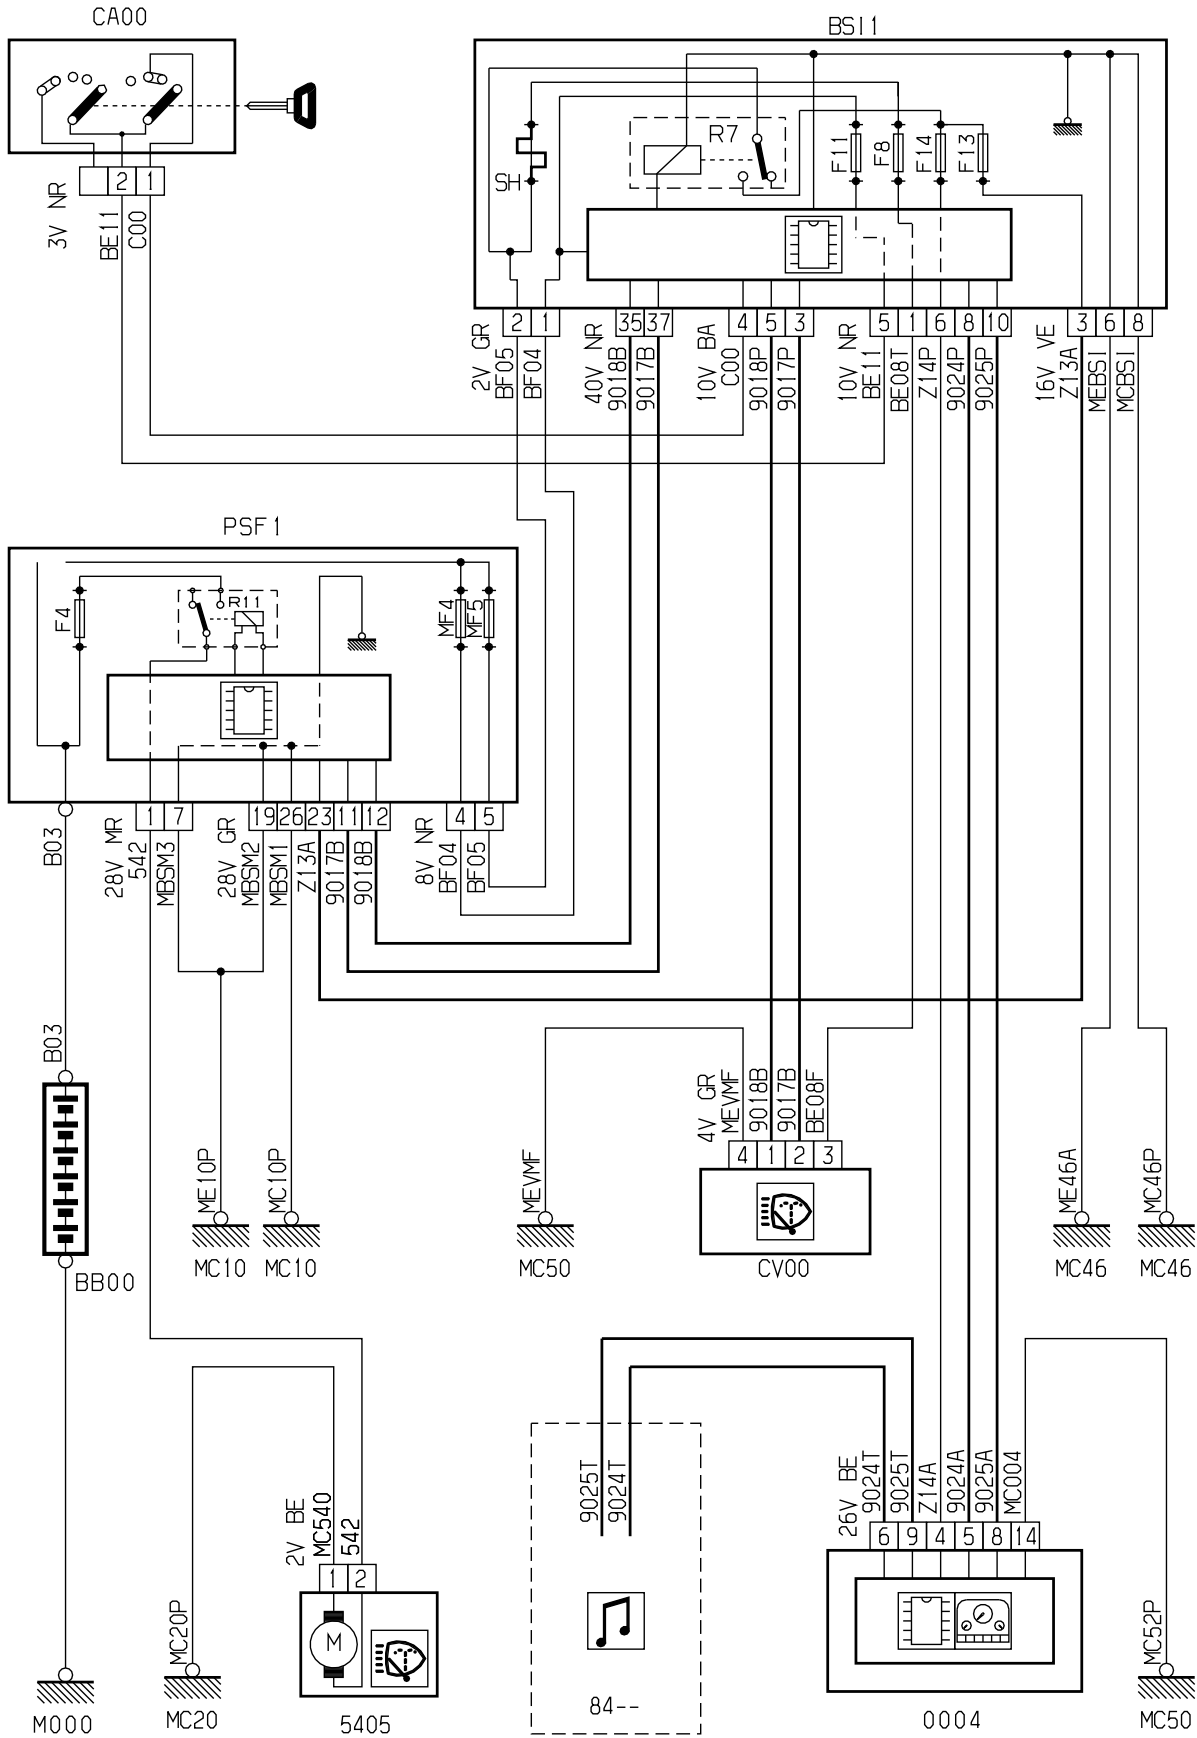 CA00
BSI1
R7
F11
F8
F14
F13
SH
2
1
3V NR
BE11
C00
2
1
35
37
4
5
3
5
1
6
8
10
3
6
8
2V GR
BF05
BF04
40V NR
9018B
9017B
10V BA
C00
9018P
9017P
10V NR
BE11
BE08T
Z14P
9024P
9025P
16V VE
Z13A
MEBSI
MCBSI
PSF1
F4
R11
MF4
MF5
1
7
19
26
23
11
12
4
5
B03
28V MR
542
MBSM3
28V GR
MBSM2
MBSM1
Z13A
9017B
9018B
8V NR
BF04
BF05
B03
4V GR
MEVMF
9018B
9017B
BE08F
4
1
2
3
ME10P
MC10P
MEVMF
ME46A
MC46P
MC10
MC10
MC50
CV00
MC46
MC46
BB00
9025T
9024T
26V BE
9024T
9025T
Z14A
9024A
9025A
MC004
6
9
4
5
8
14
2V BE
MC540
542
1
2
M
MC20P
MC52P
84--
M000
MC20
5405
0004
MC50